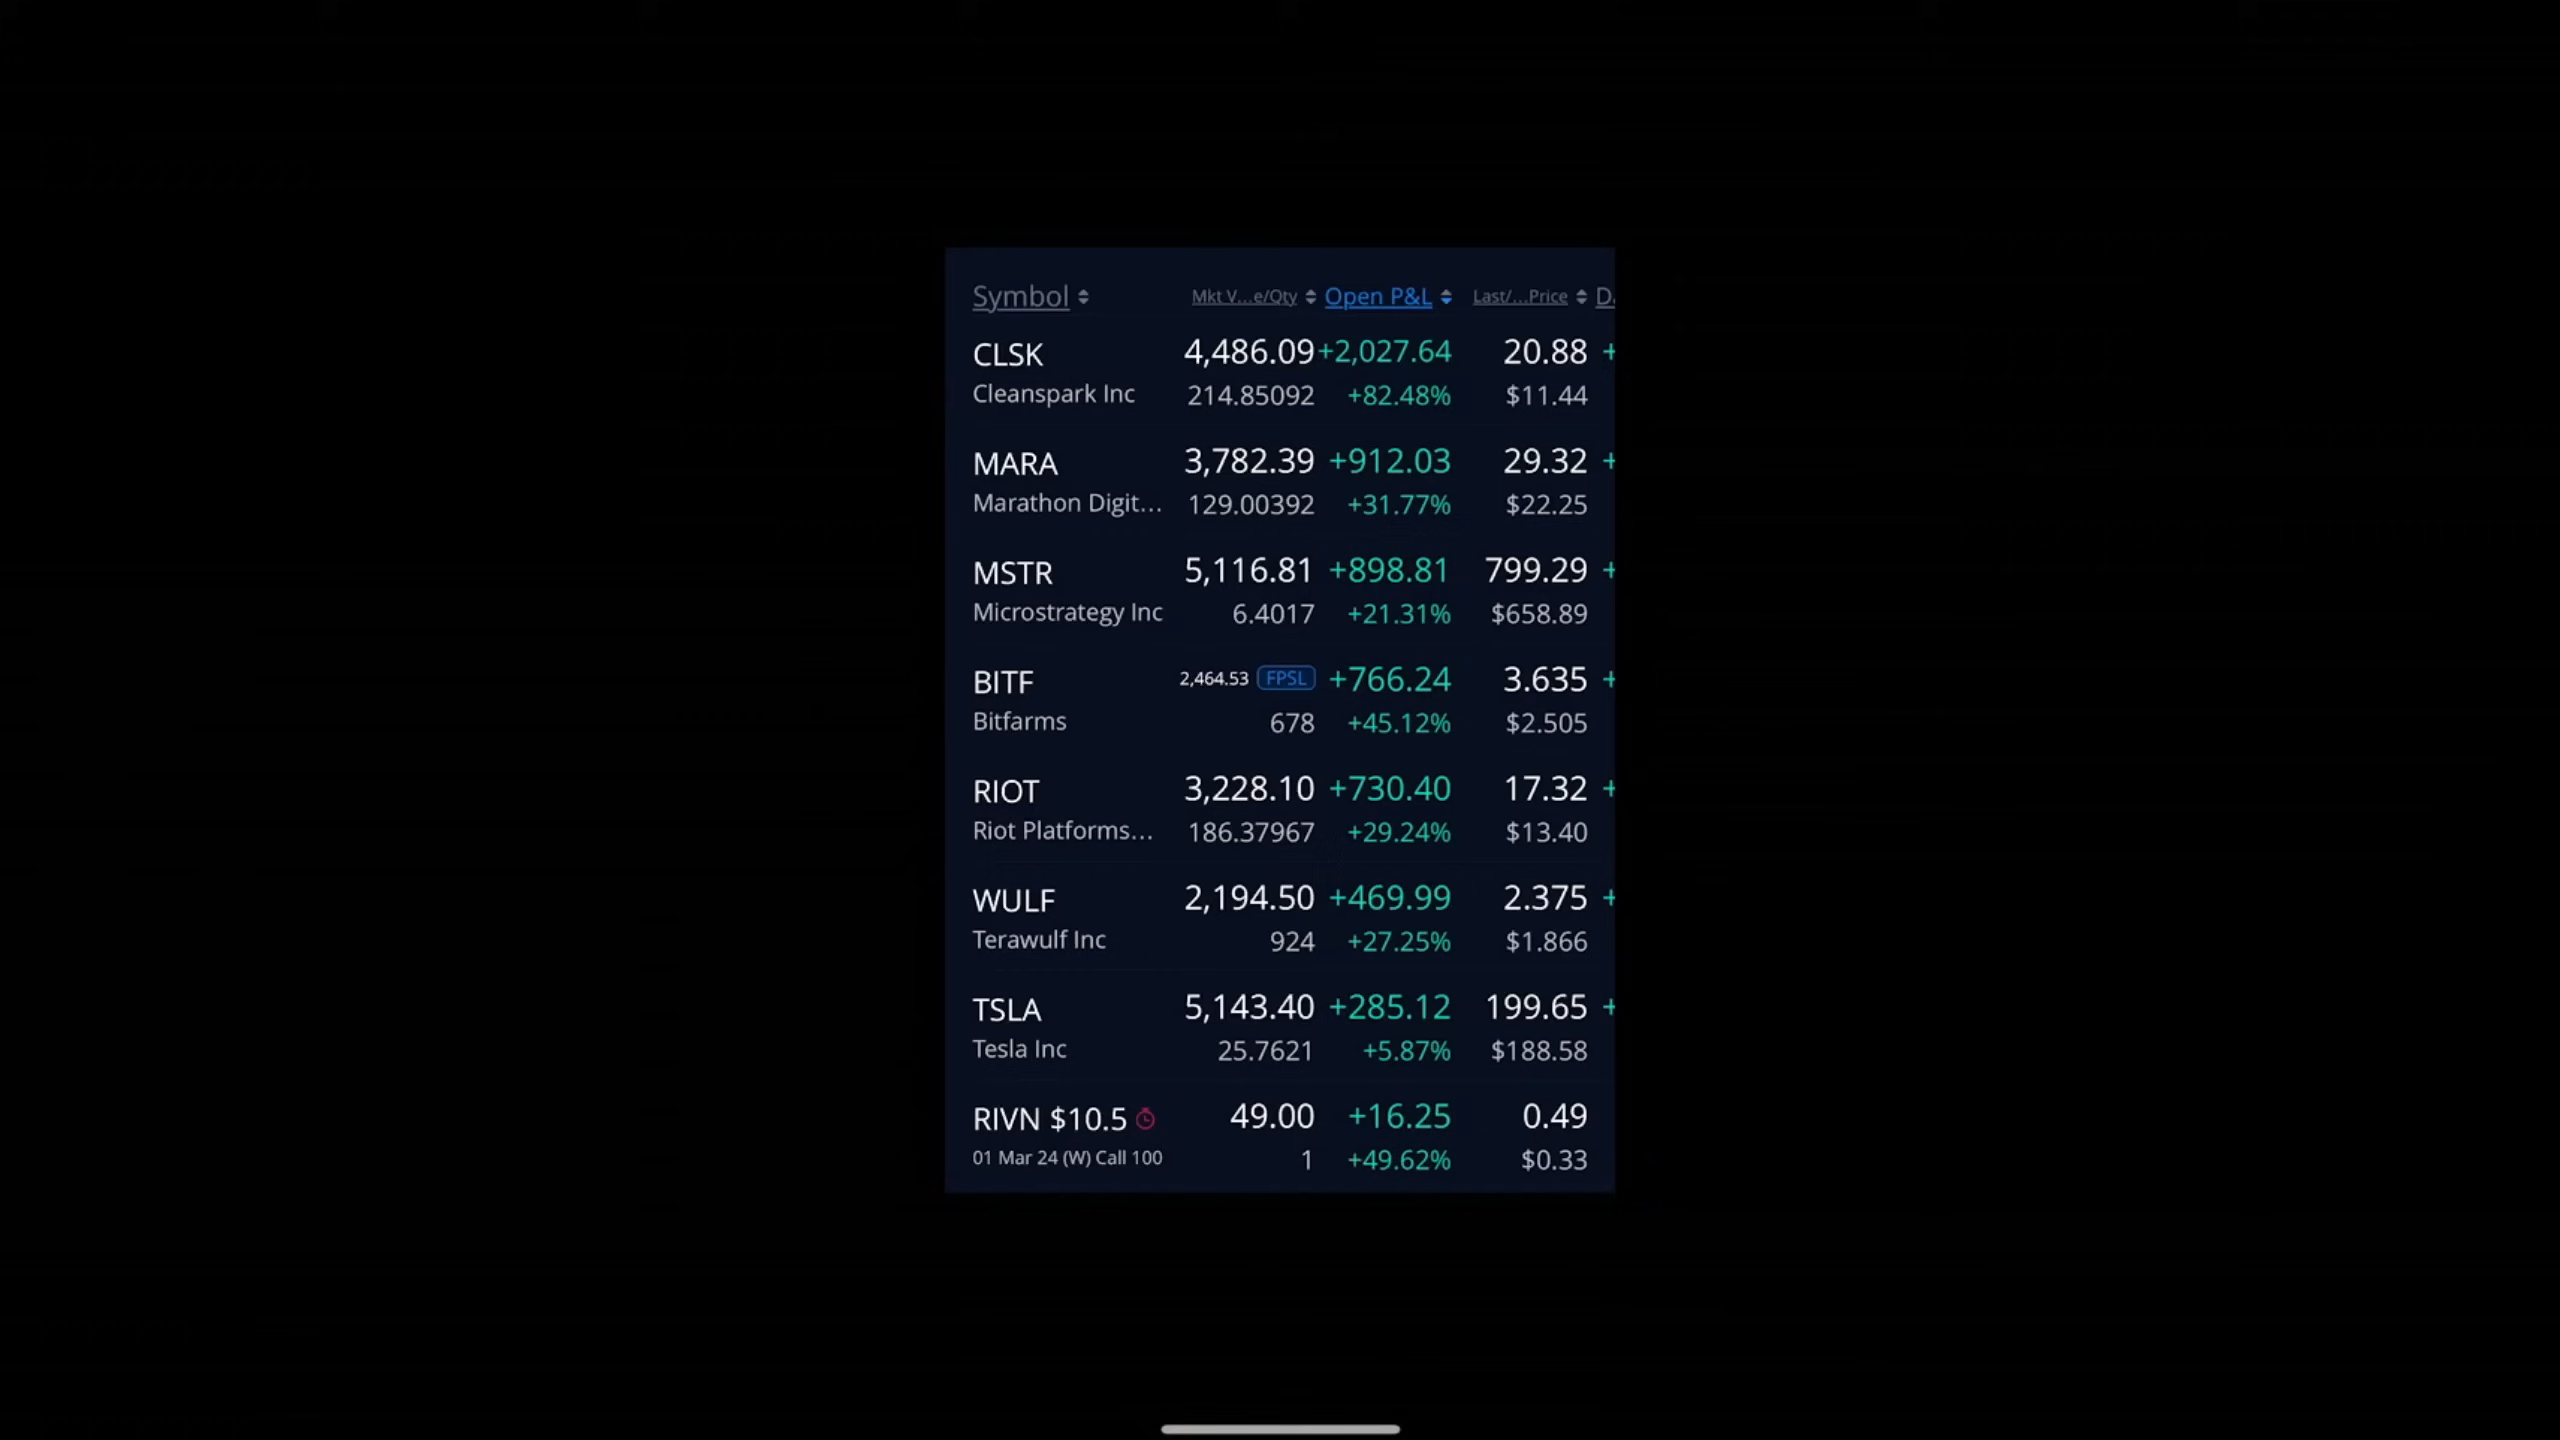 Symbol Mkt V...e/Qty Open P&L Last/...Price
CLSK 4,486.09 +2,027.64 20.88 +
Cleanspark Inc 214.85092 +82.48% $11.44
MARA 3,782.39 +912.03 29.32 +
Marathon Digit... 129.00392 +31.77% $22.25
MSTR 5,116.81 +898.81 799.29 +
Microstrategy Inc 6.4017 +21.31% $658.89
BITF 2,464.53 FPSL +766.24 3.635 +
Bitfarms 678 +45.12% $2.505
RIOT 3,228.10 +730.40 17.32 +
Riot Platforms... 186.37967 +29.24% $13.40
WULF 2,194.50 +469.99 2.375 +
Terawulf Inc 924 +27.25% $1.866
TSLA 5,143.40 +285.12 199.65 +
Tesla Inc 25.7621 +5.87% $188.58
RIVN $10.5 49.00 +16.25 0.49
01 Mar 24 (W) Call 100 1 +49.62% $0.33